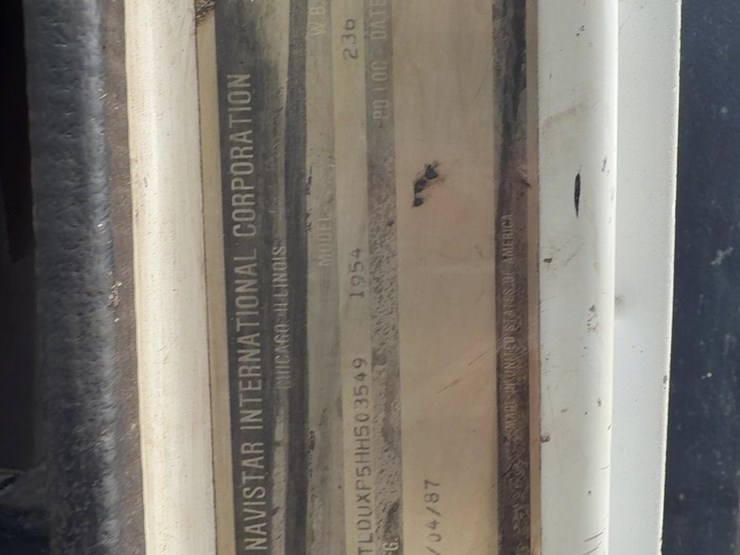 NAVISTAR INTERNATIONAL CORPORATION
CHICAGO ILLINOIS
MODEL W.B.
TLDUXP5HH503549 1954 236
G. PD LOC DATE
/04/87
MADE IN UNITED STATES OF AMERICA